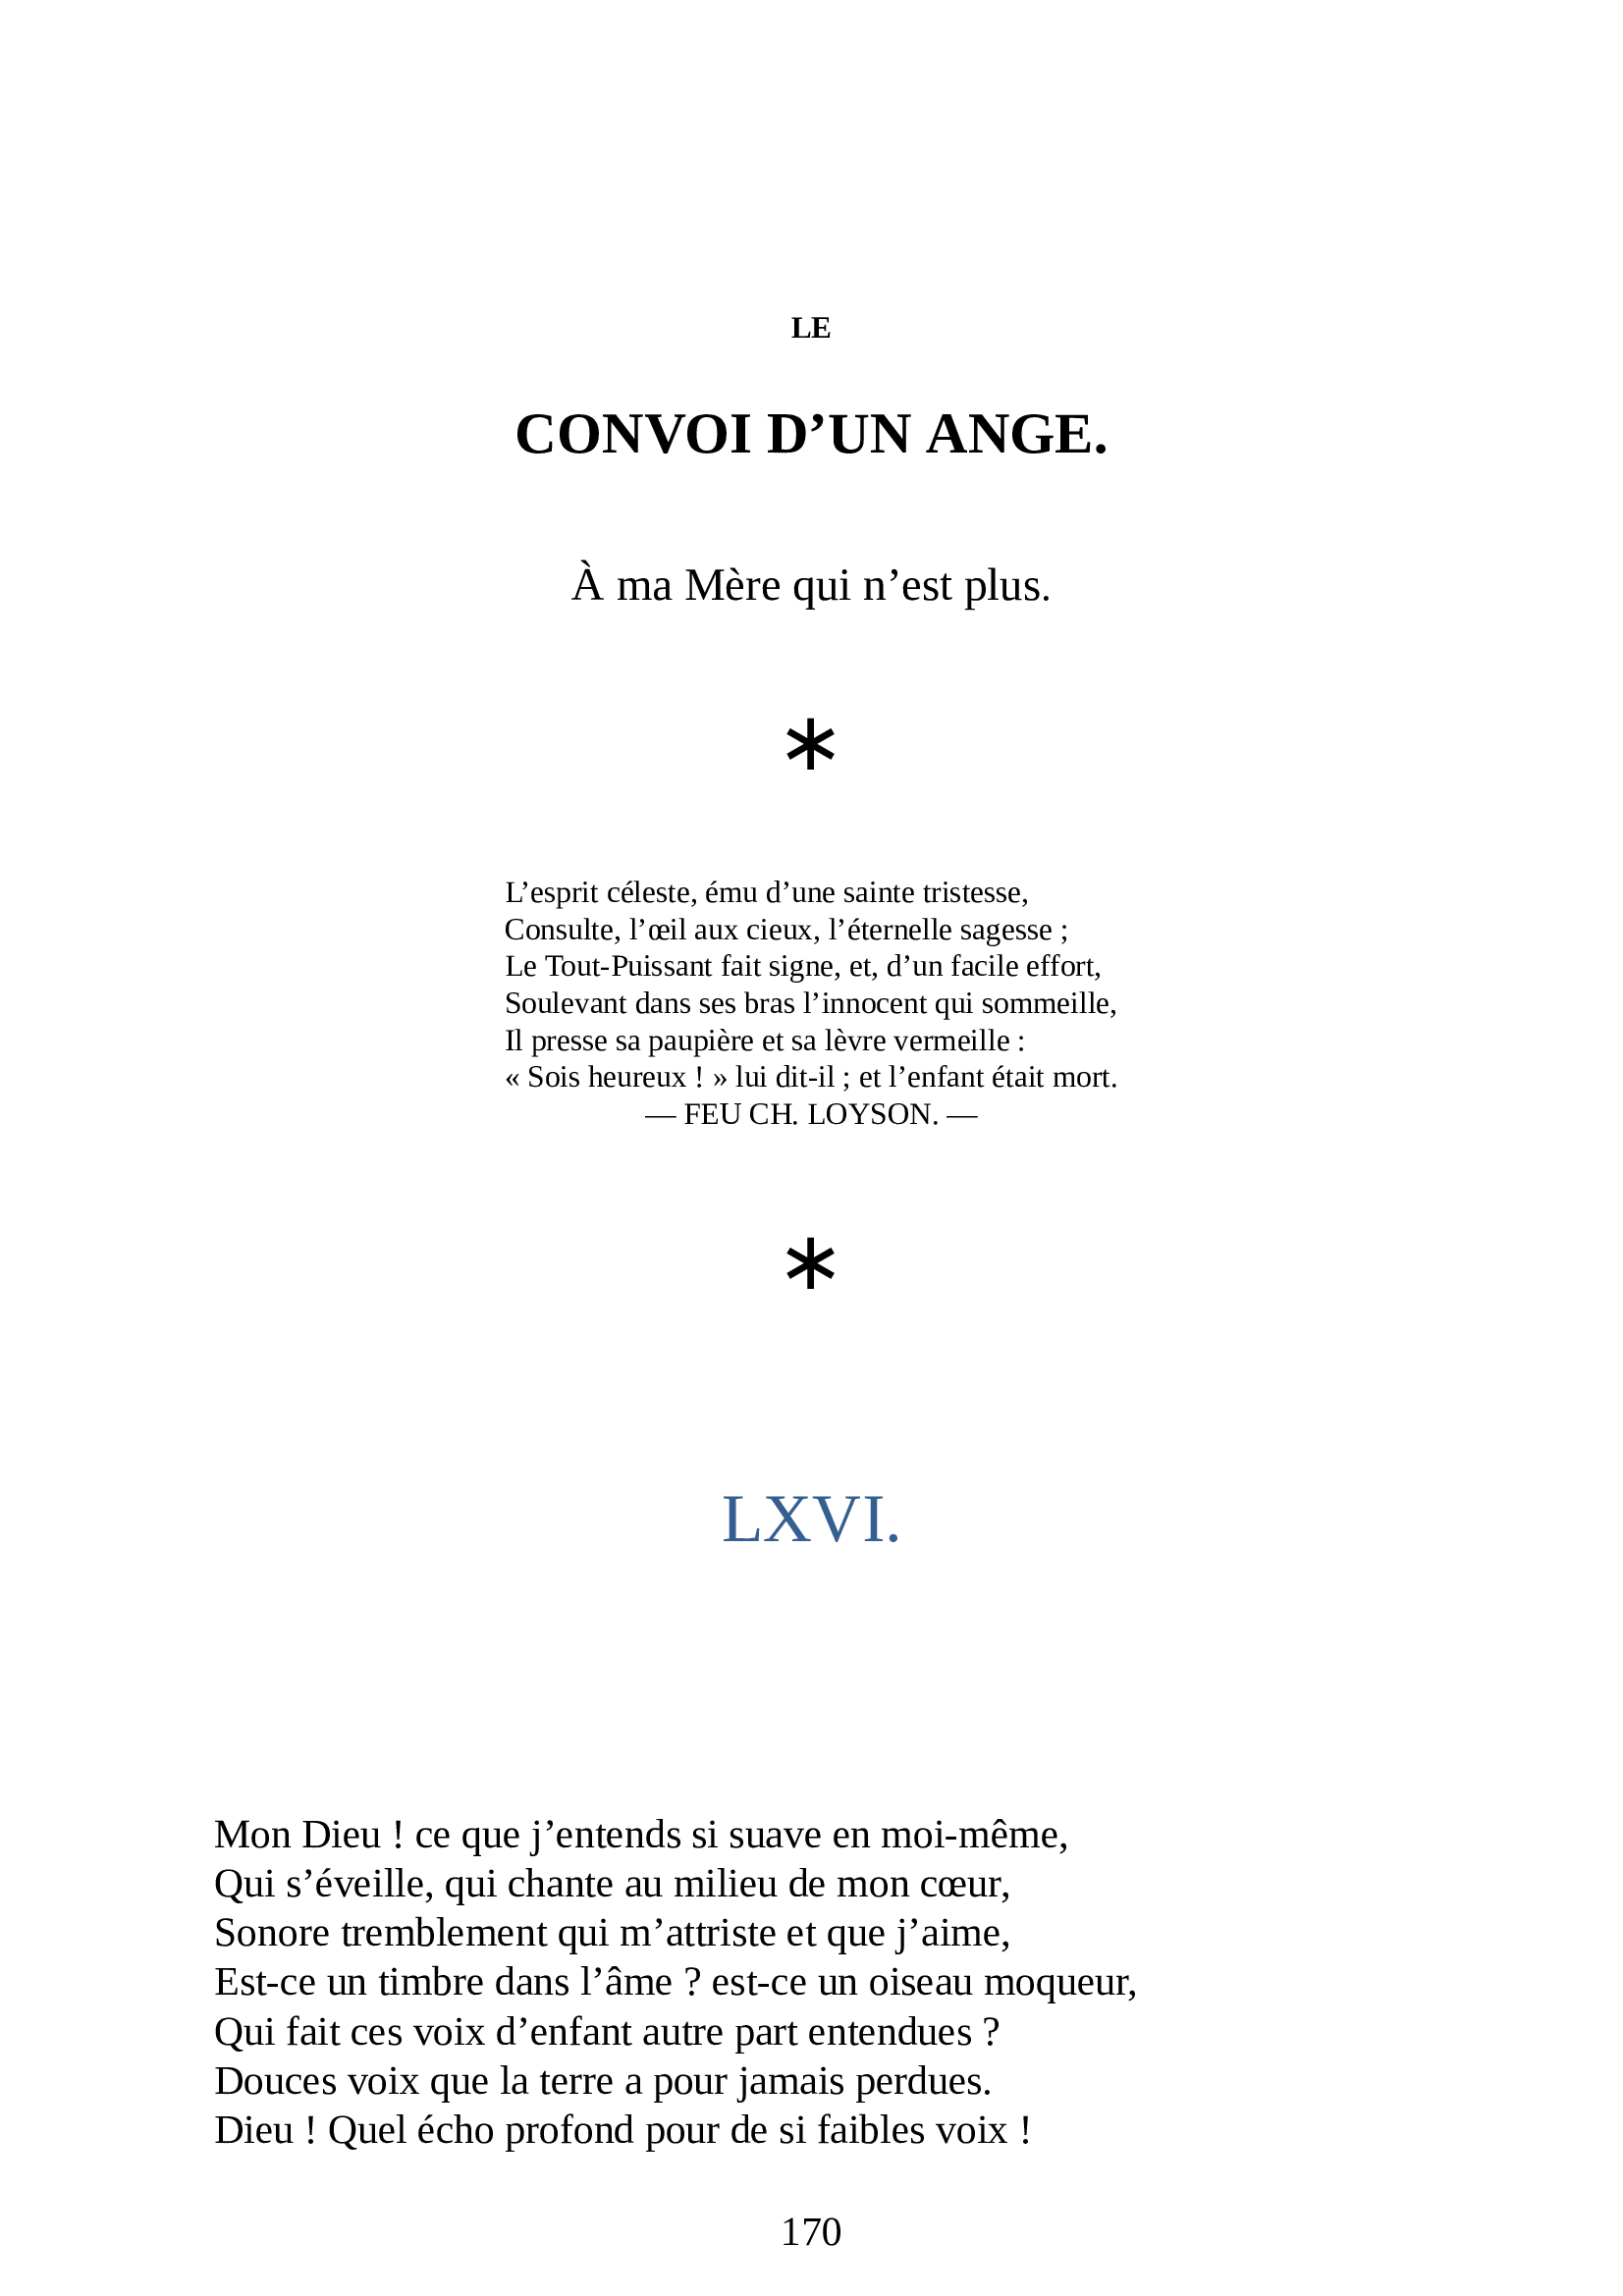 LE
CONVOI D’UN ANGE.
À ma Mère qui n’est plus.
*
L’esprit céleste, ému d’une sainte tristesse,
Consulte, l’œil aux cieux, l’éternelle sagesse ;
Le Tout-Puissant fait signe, et, d’un facile effort,
Soulevant dans ses bras l’innocent qui sommeille,
Il presse sa paupière et sa lèvre vermeille :
« Sois heureux ! » lui dit-il ; et l’enfant était mort.
— FEU CH. LOYSON. —
*
LXVI.
Mon Dieu ! ce que j’entends si suave en moi-même,
Qui s’éveille, qui chante au milieu de mon cœur,
Sonore tremblement qui m’attriste et que j’aime,
Est-ce un timbre dans l’âme ? est-ce un oiseau moqueur,
Qui fait ces voix d’enfant autre part entendues ?
Douces voix que la terre a pour jamais perdues.
Dieu ! Quel écho profond pour de si faibles voix !
170